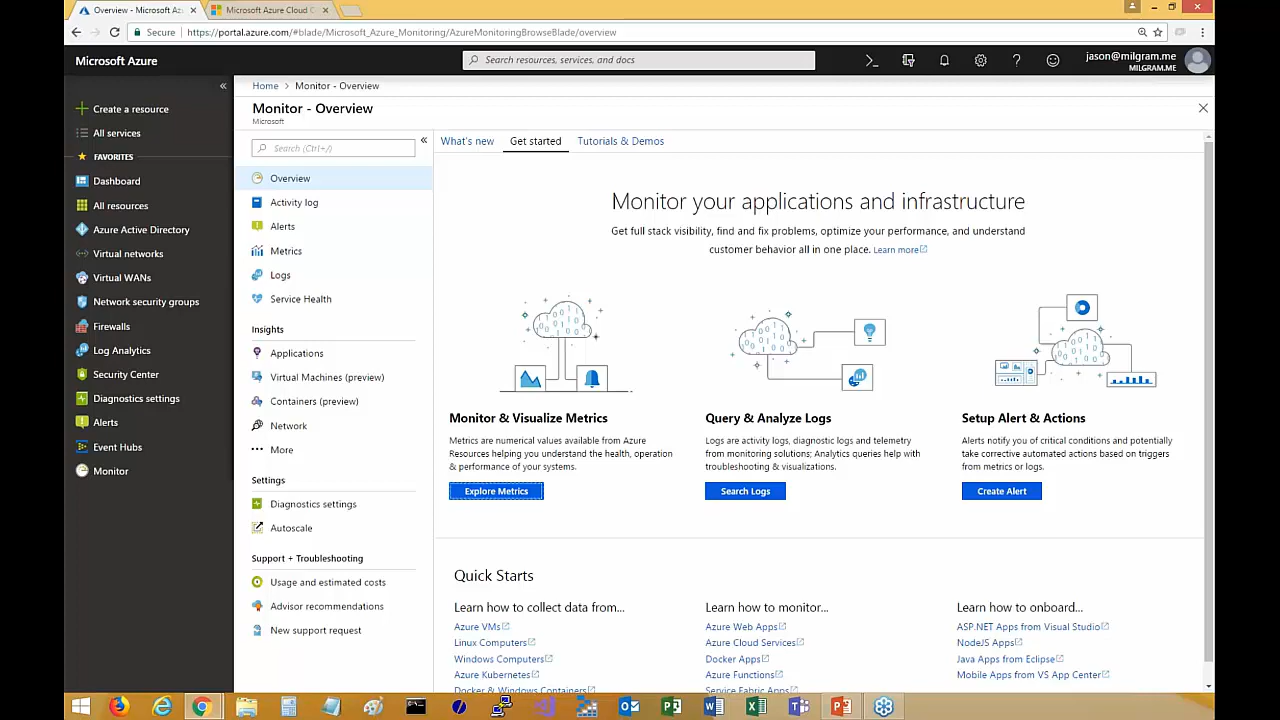 Overview - Microsoft Az
Microsoft Azure Cloud C
Secure
https://portal.azure.com/#blade/Microsoft_Azure_Monitoring/AzureMonitoringBrowseBlade/overview
Microsoft Azure
Search resources, services, and docs
jason@milgram.me
MILGRAM.ME
Create a resource
All services
FAVORITES
Dashboard
All resources
Azure Active Directory
Virtual networks
Virtual WANs
Network security groups
Firewalls
Log Analytics
Security Center
Diagnostics settings
Alerts
Event Hubs
Monitor
Home > Monitor - Overview
Monitor - Overview
Microsoft
Search (Ctrl+/)
Overview
Activity log
Alerts
Metrics
Logs
Service Health
Insights
Applications
Virtual Machines (preview)
Containers (preview)
Network
More
Settings
Diagnostics settings
Autoscale
Support + Troubleshooting
Usage and estimated costs
Advisor recommendations
New support request
What's new
Get started
Tutorials & Demos
Monitor your applications and infrastructure
Get full stack visibility, find and fix problems, optimize your performance, and understand
customer behavior all in one place. Learn more
Monitor & Visualize Metrics
Metrics are numerical values available from Azure
Resources helping you understand the health, operation
& performance of your systems.
Explore Metrics
Query & Analyze Logs
Logs are activity logs, diagnostic logs and telemetry
from monitoring solutions; Analytics queries help with
troubleshooting & visualizations.
Search Logs
Setup Alert & Actions
Alerts notify you of critical conditions and potentially
take corrective automated actions based on triggers
from metrics or logs.
Create Alert
Quick Starts
Learn how to collect data from...
Azure VMs
Linux Computers
Windows Computers
Azure Kubernetes
Docker & Windows Containers
Learn how to monitor...
Azure Web Apps
Azure Cloud Services
Docker Apps
Azure Functions
Service Fabric Apps
Learn how to onboard...
ASP.NET Apps from Visual Studio
NodeJS Apps
Java Apps from Eclipse
Mobile Apps from VS App Center